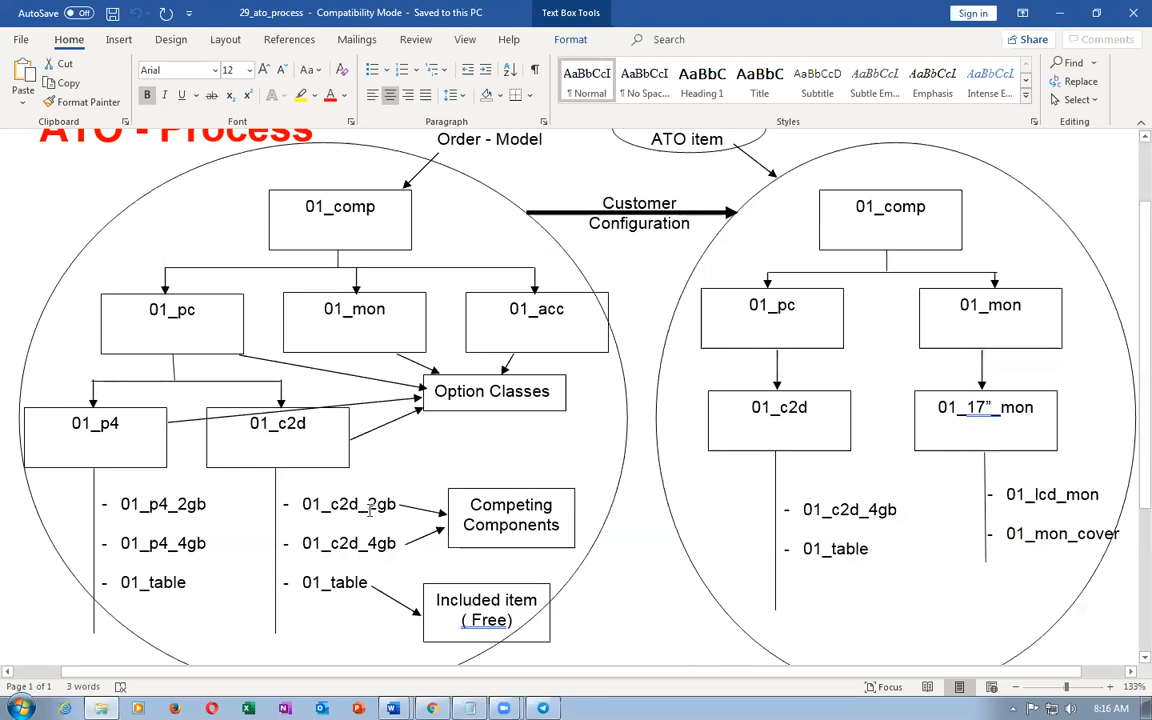 AutoSave Off
29_ato_process - Compatibility Mode - Saved to this PC
Text Box Tools
Sign in
File Home Insert Design Layout References Mailings Review View Help Format Search
Share Comments
Paste
Cut
Copy
Format Painter
Clipboard
Arial 12
Font
Paragraph
AaBbCcI AaBbCcI AaBbC AaBbC AaBbCcD AaBbCcI AaBbCcI AaBbCcI
¶ Normal ¶ No Spac... Heading 1 Title Subtitle Subtle Em... Emphasis Intense E...
Styles
Find
Replace
Select
Editing
ATO - Process
Order - Model
ATO item
01_comp
Customer
Configuration
01_comp
01_pc 01_mon 01_acc
01_pc 01_mon
Option Classes
01_p4 01_c2d
01_c2d 01_17”_mon
- 01_p4_2gb
- 01_p4_4gb
- 01_table
- 01_c2d_2gb
- 01_c2d_4gb
- 01_table
Competing
Components
Included item
( Free)
- 01_c2d_4gb
- 01_table
- 01_lcd_mon
- 01_mon_cover
Page 1 of 1 3 words
Focus
133%
8:16 AM